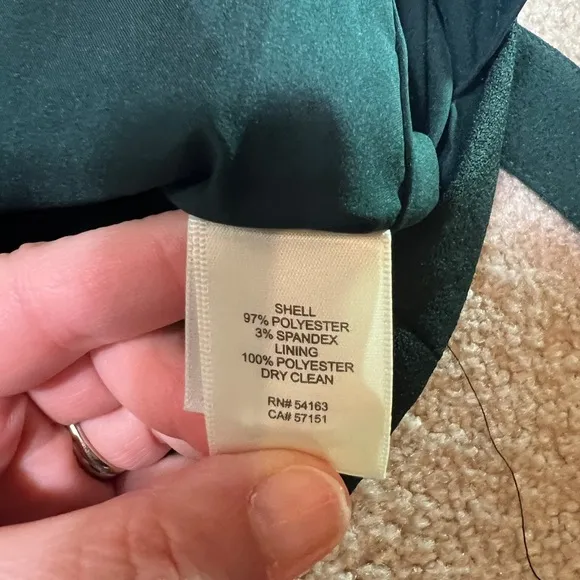 SHELL
97% POLYESTER
3% SPANDEX
LINING
100% POLYESTER
DRY CLEAN
RN# 54163
CA# 57151